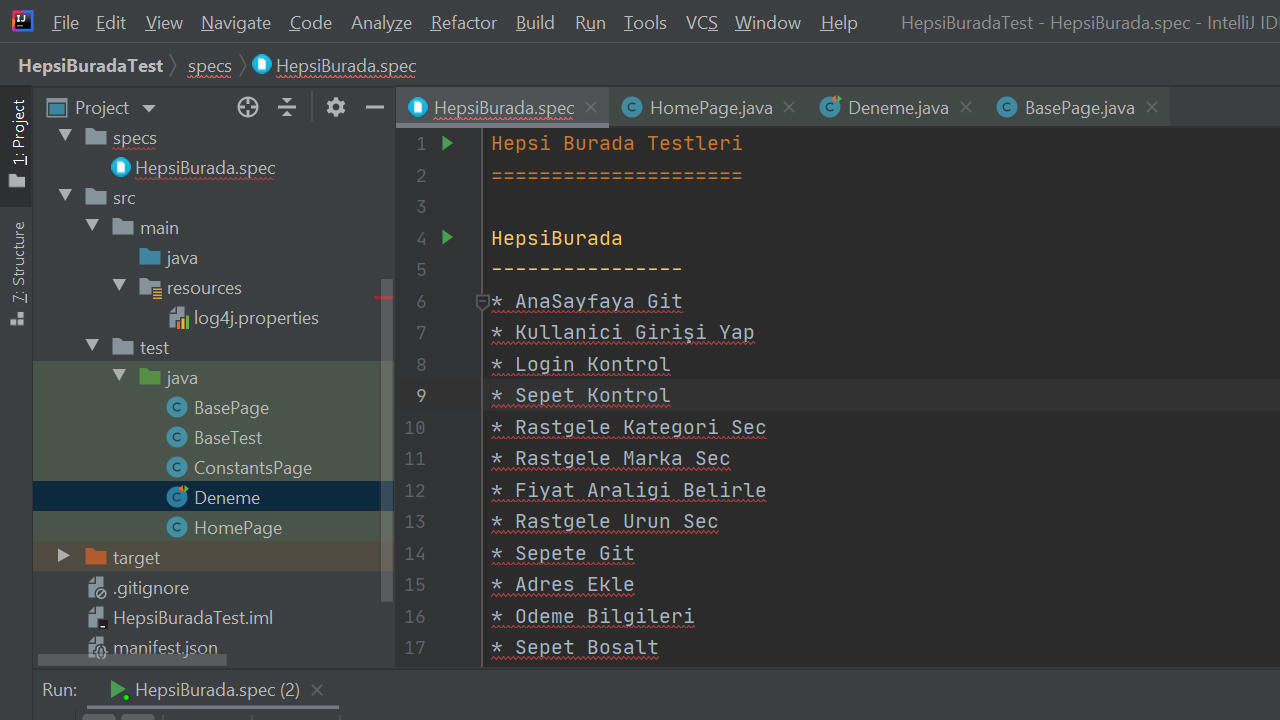 File Edit View Navigate Code Analyze Refactor Build Run Tools VCS Window Help HepsiBuradaTest - HepsiBurada.spec - IntelliJ ID
HepsiBuradaTest specs HepsiBurada.spec
1: Project
7: Structure
Project
specs
HepsiBurada.spec
src
main
java
resources
log4j.properties
test
java
BasePage
BaseTest
ConstantsPage
Deneme
HomePage
target
.gitignore
HepsiBuradaTest.iml
manifest.json
HepsiBurada.spec HomePage.java Deneme.java BasePage.java
1 Hepsi Burada Testleri
2 =====================
3
4 HepsiBurada
5 ----------------
6 * AnaSayfaya Git
7 * Kullanici Girişi Yap
8 * Login Kontrol
9 * Sepet Kontrol
10 * Rastgele Kategori Sec
11 * Rastgele Marka Sec
12 * Fiyat Araligi Belirle
13 * Rastgele Urun Sec
14 * Sepete Git
15 * Adres Ekle
16 * Odeme Bilgileri
17 * Sepet Bosalt
Run: HepsiBurada.spec (2)